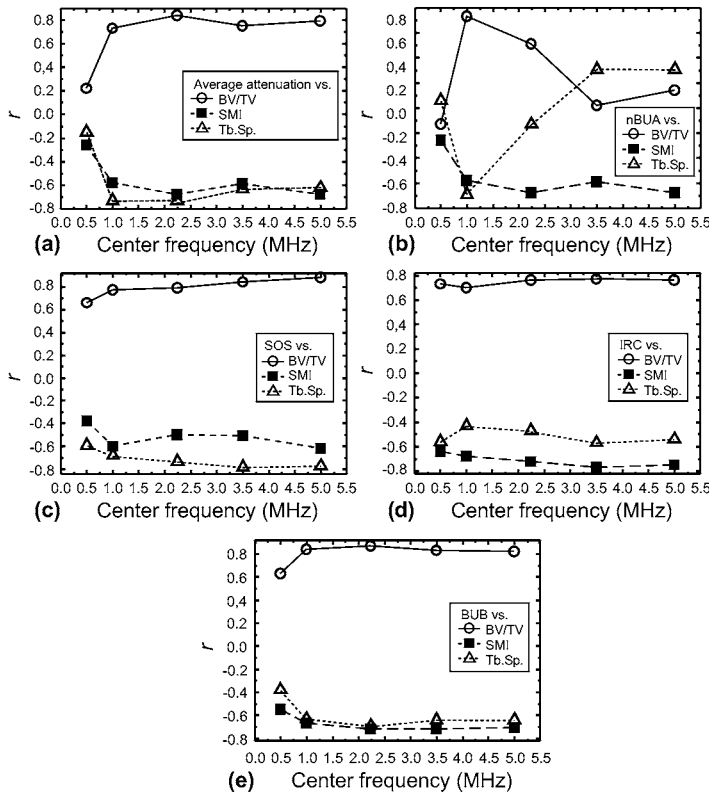 r
0.8
0.6
0.4
0.2
0.0
-0.2
-0.4
-0.6
-0.8
Average attenuation vs.
BV/TV
SMI
Tb.Sp.
0.0 0.5 1.0 1.5 2.0 2.5 3.0 3.5 4.0 4.5 5.0 5.5
(a) Center frequency (MHz)
r
0.8
0.6
0.4
0.2
0.0
-0.2
-0.4
-0.6
-0.8
nBUA vs.
BV/TV
SMI
Tb.Sp.
0.0 0.5 1.0 1.5 2.0 2.5 3.0 3.5 4.0 4.5 5.0 5.5
(b) Center frequency (MHz)
r
0.8
0.6
0.4
0.2
0.0
-0.2
-0.4
-0.6
-0.8
SOS vs.
BV/TV
SMI
Tb.Sp.
0.0 0.5 1.0 1.5 2.0 2.5 3.0 3.5 4.0 4.5 5.0 5.5
(c) Center frequency (MHz)
r
0.8
0.6
0.4
0.2
0.0
-0.2
-0.4
-0.6
-0.8
IRC vs.
BV/TV
SMI
Tb.Sp.
0.0 0.5 1.0 1.5 2.0 2.5 3.0 3.5 4.0 4.5 5.0 5.5
(d) Center frequency (MHz)
r
0.8
0.6
0.4
0.2
0.0
-0.2
-0.4
-0.6
-0.8
BUB vs.
BV/TV
SMI
Tb.Sp.
0.0 0.5 1.0 1.5 2.0 2.5 3.0 3.5 4.0 4.5 5.0 5.5
(e) Center frequency (MHz)